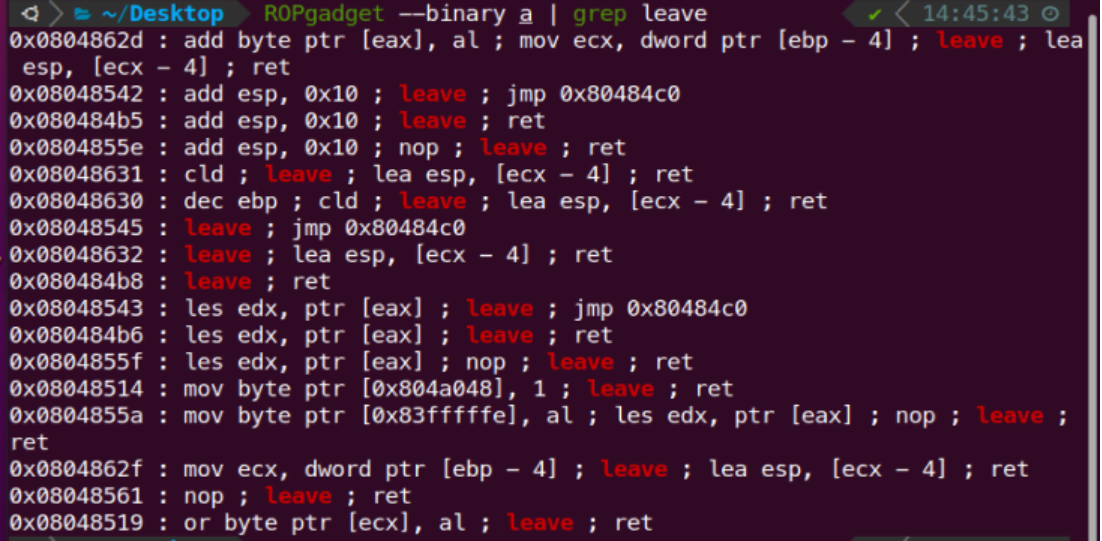 ~/Desktop ROPgadget --binary a | grep leave ✔ 14:45:43
0x0804862d : add byte ptr [eax], al ; mov ecx, dword ptr [ebp - 4] ; leave ; lea
 esp, [ecx - 4] ; ret
0x08048542 : add esp, 0x10 ; leave ; jmp 0x80484c0
0x080484b5 : add esp, 0x10 ; leave ; ret
0x0804855e : add esp, 0x10 ; nop ; leave ; ret
0x08048631 : cld ; leave ; lea esp, [ecx - 4] ; ret
0x08048630 : dec ebp ; cld ; leave ; lea esp, [ecx - 4] ; ret
0x08048545 : leave ; jmp 0x80484c0
0x08048632 : leave ; lea esp, [ecx - 4] ; ret
0x080484b8 : leave ; ret
0x08048543 : les edx, ptr [eax] ; leave ; jmp 0x80484c0
0x080484b6 : les edx, ptr [eax] ; leave ; ret
0x0804855f : les edx, ptr [eax] ; nop ; leave ; ret
0x08048514 : mov byte ptr [0x804a048], 1 ; leave ; ret
0x0804855a : mov byte ptr [0x83fffffe], al ; les edx, ptr [eax] ; nop ; leave ;
ret
0x0804862f : mov ecx, dword ptr [ebp - 4] ; leave ; lea esp, [ecx - 4] ; ret
0x08048561 : nop ; leave ; ret
0x08048519 : or byte ptr [ecx], al ; leave ; ret